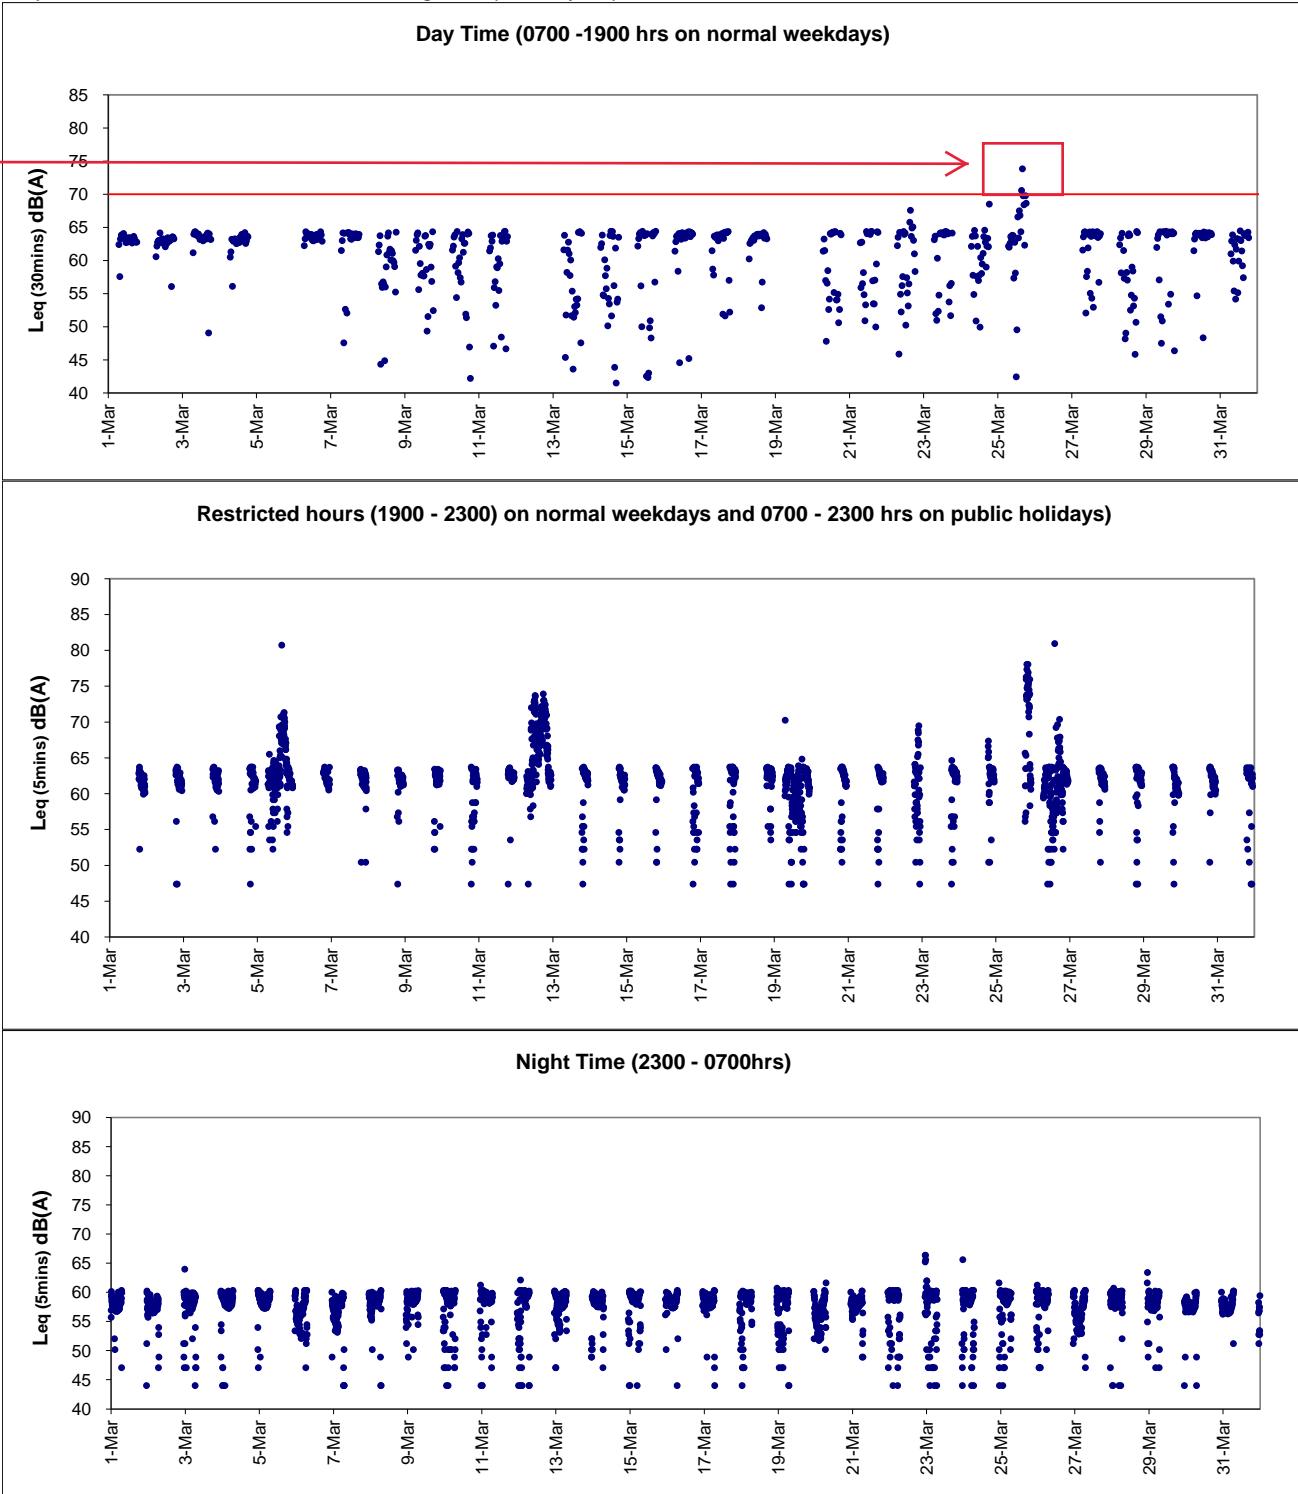 Day Time (0700 -1900 hrs on normal weekdays)
Leq (30mins) dB(A)
85
80
75
70
65
60
55
50
45
40
1-Mar
3-Mar
5-Mar
7-Mar
9-Mar
11-Mar
13-Mar
15-Mar
17-Mar
19-Mar
21-Mar
23-Mar
25-Mar
27-Mar
29-Mar
31-Mar
Restricted hours (1900 - 2300) on normal weekdays and 0700 - 2300 hrs on public holidays)
Leq (5mins) dB(A)
90
85
80
75
70
65
60
55
50
45
40
1-Mar
3-Mar
5-Mar
7-Mar
9-Mar
11-Mar
13-Mar
15-Mar
17-Mar
19-Mar
21-Mar
23-Mar
25-Mar
27-Mar
29-Mar
31-Mar
Night Time (2300 - 0700hrs)
Leq (5mins) dB(A)
90
85
80
75
70
65
60
55
50
45
40
1-Mar
3-Mar
5-Mar
7-Mar
9-Mar
11-Mar
13-Mar
15-Mar
17-Mar
19-Mar
21-Mar
23-Mar
25-Mar
27-Mar
29-Mar
31-Mar